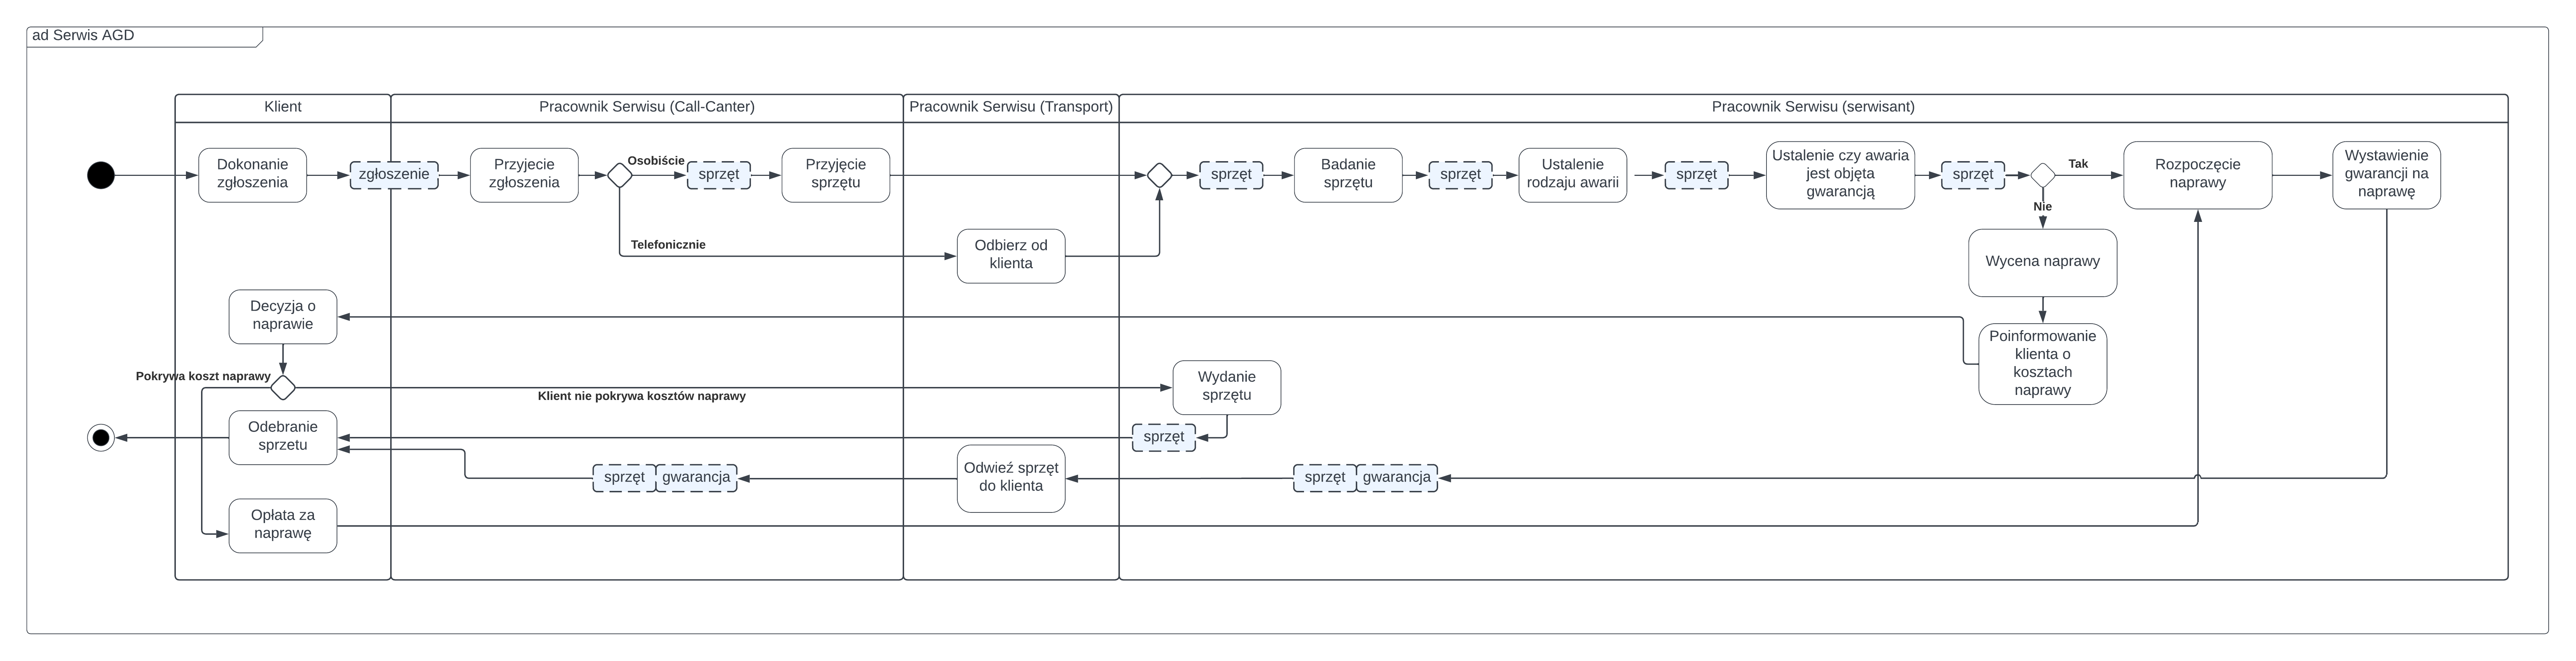 ad Serwis AGD
Klient
Pracownik Serwisu (Call-Canter)
Pracownik Serwisu (Transport)
Pracownik Serwisu (serwisant)
Dokonanie
zgłoszenia
zgłoszenie
Przyjecie
zgłoszenia
Osobiście
sprzęt
Przyjęcie
sprzętu
sprzęt
Badanie
sprzętu
sprzęt
Ustalenie
rodzaju awarii
sprzęt
Ustalenie czy awaria
jest objęta
gwarancją
sprzęt
Tak
Rozpoczęcie
naprawy
Wystawienie
gwarancji na
naprawę
Nie
Telefonicznie
Odbierz od
klienta
Wycena naprawy
Decyzja o
naprawie
Poinformowanie
klienta o
kosztach
naprawy
Pokrywa koszt naprawy
Klient nie pokrywa kosztów naprawy
Wydanie
sprzętu
Odebranie
sprzetu
sprzęt
sprzęt
gwarancja
Odwieź sprzęt
do klienta
sprzęt
gwarancja
Opłata za
naprawę